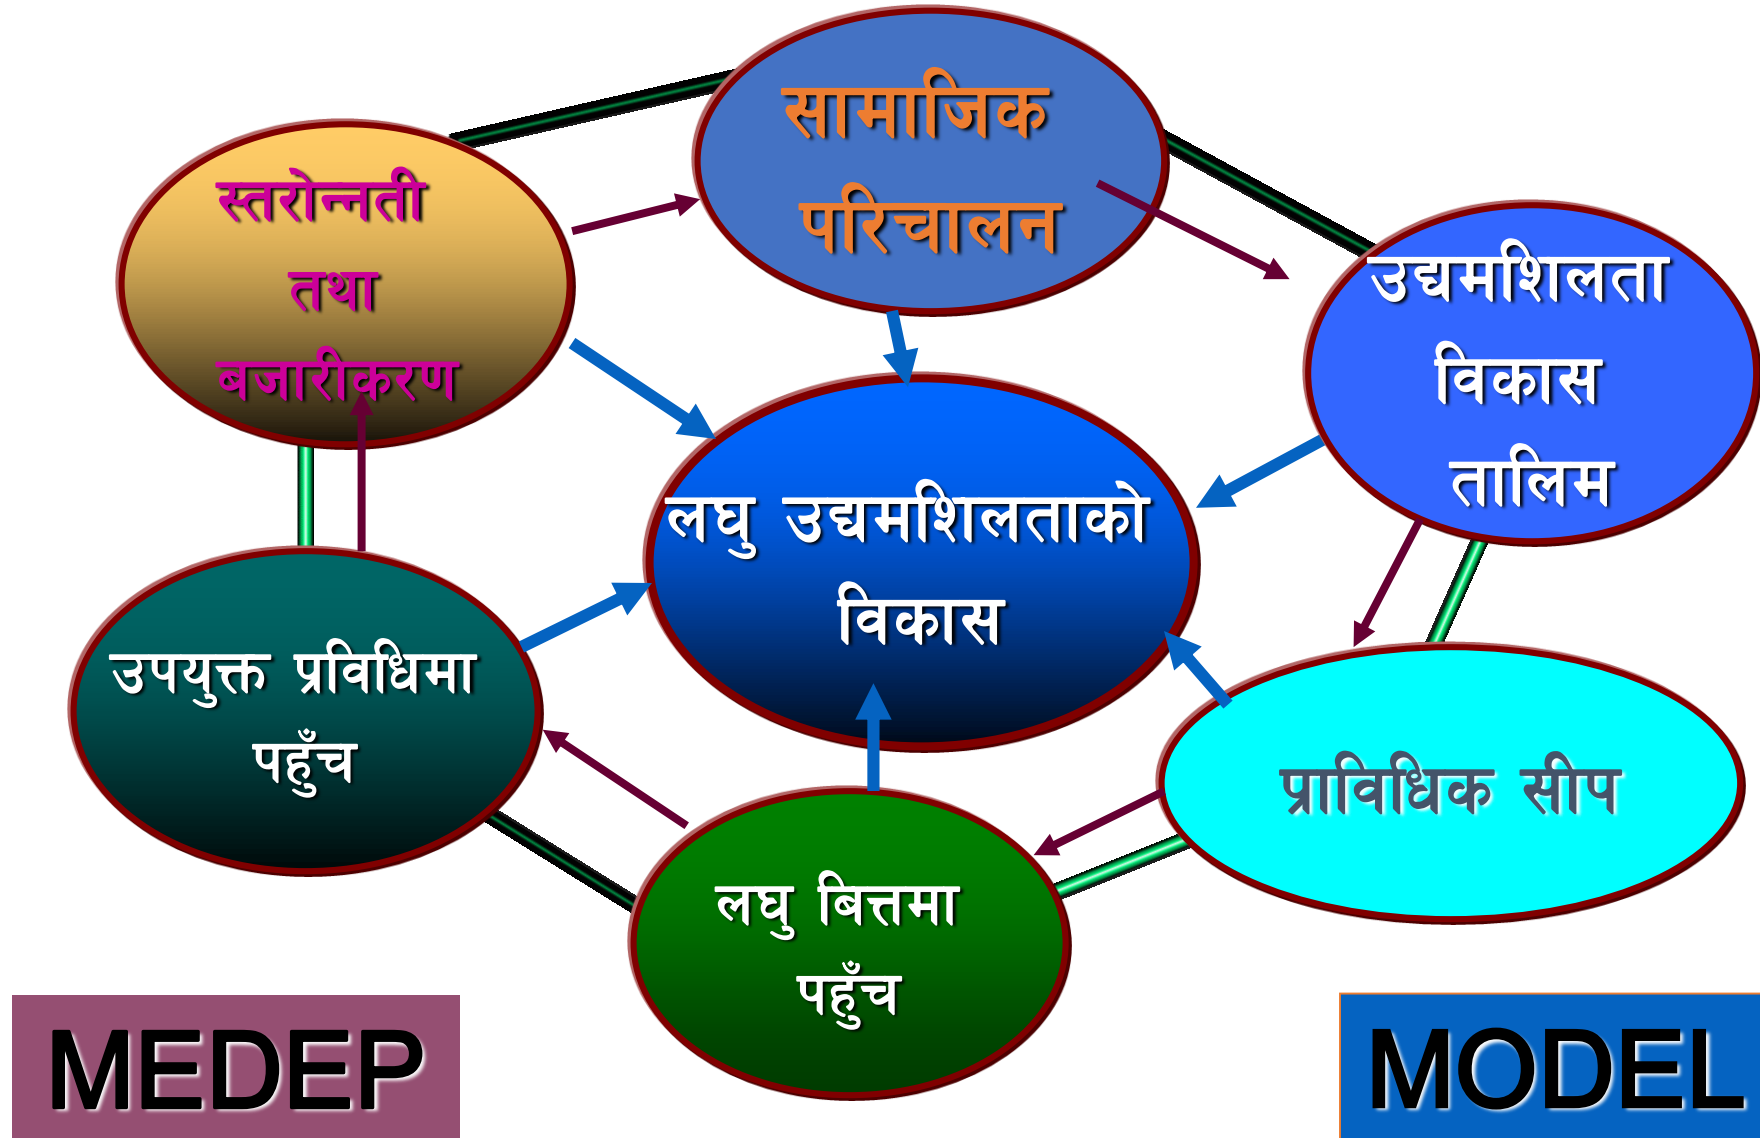 सामाजिक
परिचालन
स्तरोन्नती
तथा
बजारीकरण
उद्यमशिलता
विकास
तालिम
लघु उद्यमशिलताको
विकास
उपयुक्त प्रविधिमा
पहुँच
प्राविधिक सीप
लघु बित्तमा
पहुँच
MEDEP
MODEL